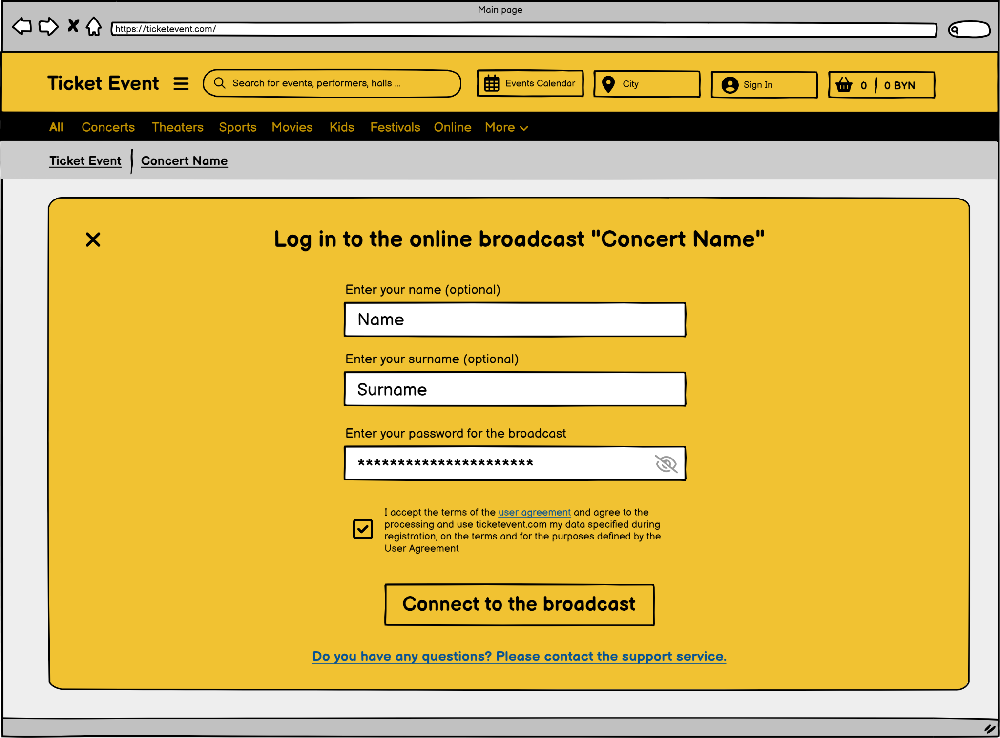 Main page
https://ticketevent.com/
Ticket Event
Search for events, performers, halls ...
Events Calendar
City
Sign In
0
0 BYN
All Concerts Theaters Sports Movies Kids Festivals Online More
Ticket Event
Concert Name
Log in to the online broadcast "Concert Name"
Enter your name (optional)
Name
Enter your surname (optional)
Surname
Enter your password for the broadcast
**********************
I accept the terms of the user agreement and agree to the
processing and use ticketevent.com my data specified during
registration, on the terms and for the purposes defined by the
User Agreement
Connect to the broadcast
Do you have any questions? Please contact the support service.